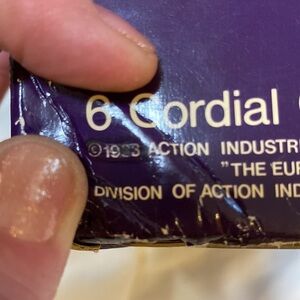 6 Cordial
© ACTION INDUSTR
"THE EUR
DIVISION OF ACTION IND